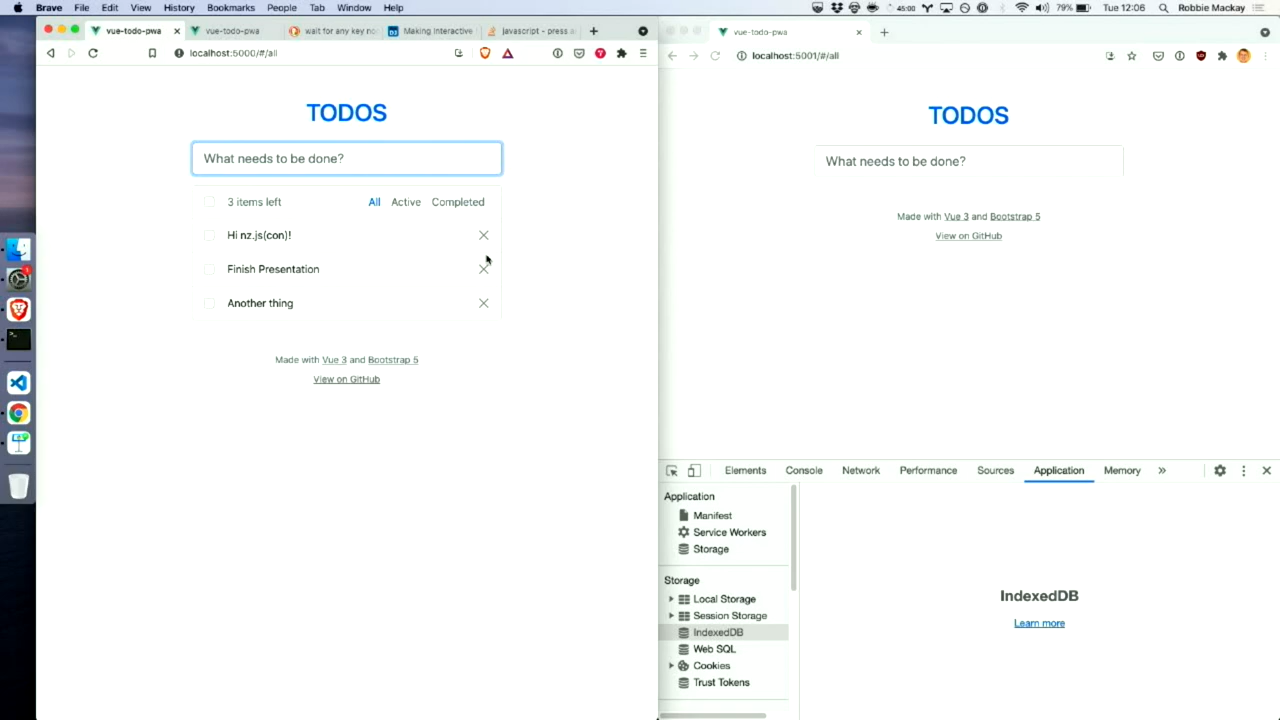 Brave File Edit View History Bookmarks People Tab Window Help 45:00 79% Tue 12:06 Robbie Mackay
vue-todo-pwa vue-todo-pwa wait for any key no Making Interactive javascript - press a
localhost:5000/#/all
TODOS
What needs to be done?
3 items left All Active Completed
Hi nz.js(con)!
Finish Presentation
Another thing
Made with Vue 3 and Bootstrap 5
View on GitHub
vue-todo-pwa
localhost:5001/#/all
TODOS
What needs to be done?
Made with Vue 3 and Bootstrap 5
View on GitHub
Elements Console Network Performance Sources Application Memory
Application
Manifest
Service Workers
Storage
Storage
Local Storage
Session Storage
IndexedDB
Web SQL
Cookies
Trust Tokens
IndexedDB
Learn more